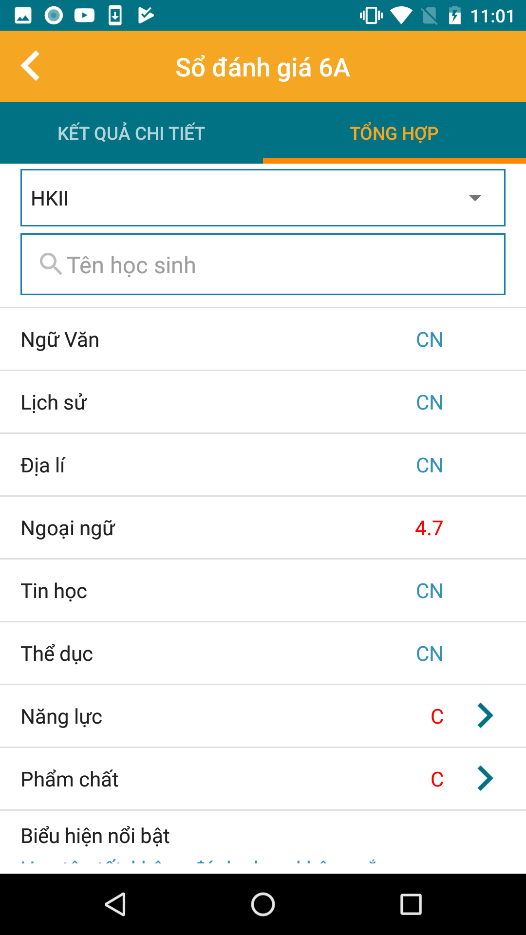 11:01
Sổ đánh giá 6A
KẾT QUẢ CHI TIẾT TỔNG HỢP
HKII
Tên học sinh
Ngữ Văn CN
Lịch sử CN
Địa lí CN
Ngoại ngữ 4.7
Tin học CN
Thể dục CN
Năng lực C
Phẩm chất C
Biểu hiện nổi bật